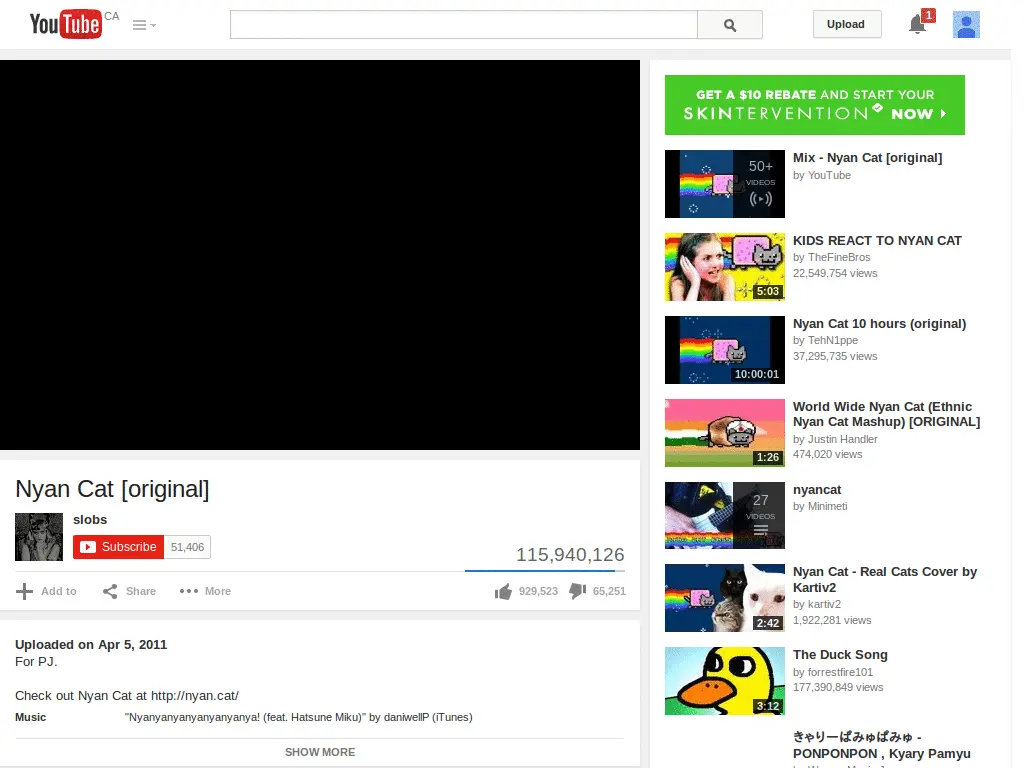 YouTube CA
Upload
1
GET A $10 REBATE AND START YOUR
SKINTERVENTION NOW
50+
VIDEOS
Mix - Nyan Cat [original]
by YouTube
5:03
KIDS REACT TO NYAN CAT
by TheFineBros
22,549,754 views
10:00:01
Nyan Cat 10 hours (original)
by TehN1ppe
37,295,735 views
1:26
World Wide Nyan Cat (Ethnic
Nyan Cat Mashup) [ORIGINAL]
by Justin Handler
474,020 views
27
VIDEOS
nyancat
by Minimeti
2:42
Nyan Cat - Real Cats Cover by
Kartiv2
by kartiv2
1,922,281 views
3:12
The Duck Song
by forrestfire101
177,390,849 views
きゃりーぱみゅぱみゅ -
PONPONPON , Kyary Pamyu
Nyan Cat [original]
slobs
Subscribe 51,406
115,940,126
Add to Share More 929,523 65,251
Uploaded on Apr 5, 2011
For PJ.
Check out Nyan Cat at http://nyan.cat/
Music "Nyanyanyanyanyanyanya! (feat. Hatsune Miku)" by daniwellP (iTunes)
SHOW MORE